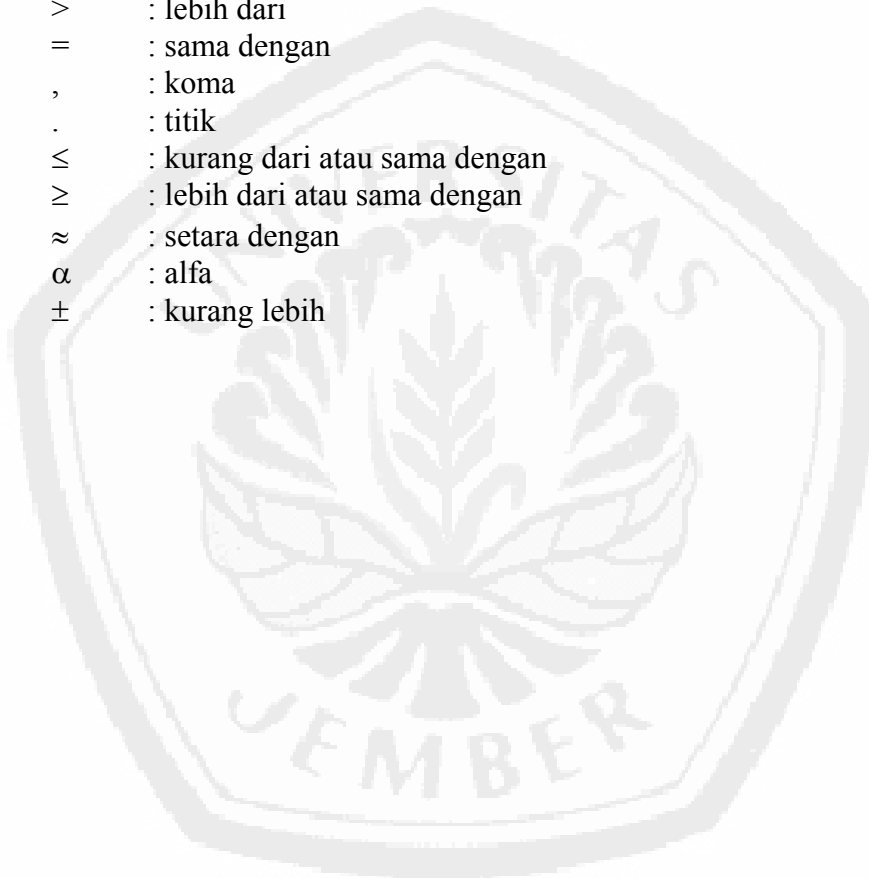 > : lebih dari
= : sama dengan
, : koma
. : titik
≤ : kurang dari atau sama dengan
≥ : lebih dari atau sama dengan
≈ : setara dengan
α : alfa
± : kurang lebih
UNIVERSITAS
JEMBER